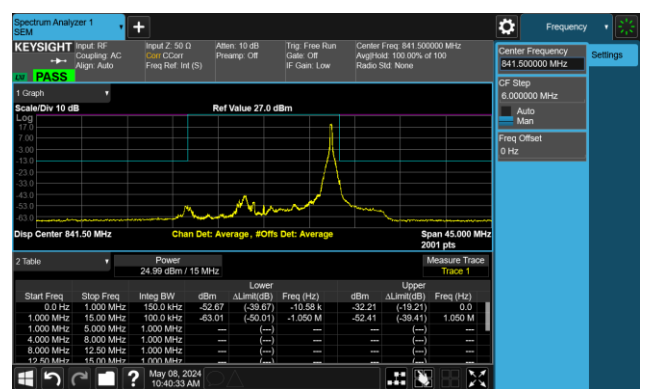 Spectrum Analyzer 1
SEM
Frequency
KEYSIGHT
Input: RF
Coupling: AC
Align: Auto
Input Z: 50 Ω
Corr CCorr
Freq Ref: Int (S)
Atten: 10 dB
Preamp: Off
Trig: Free Run
Gate: Off
IF Gain: Low
Center Freq: 841.500000 MHz
Avg|Hold: 100.00% of 100
Radio Std: None
PASS
Center Frequency
841.500000 MHz
Settings
CF Step
6.000000 MHz
Auto
Man
Freq Offset
0 Hz
1 Graph
Scale/Div 10 dB
Ref Value 27.0 dBm
Log
17.0
7.00
-3.00
-13.0
-23.0
-33.0
-43.0
-53.0
-63.0
Disp Center 841.50 MHz
Chan Det: Average, #Offs Det: Average
Span 45.000 MHz
2001 pts
2 Table
Power
24.99 dBm / 15 MHz
Measure Trace
Trace 1
Lower Upper
Start Freq Stop Freq Integ BW dBm ΔLimit(dB) Freq (Hz) dBm ΔLimit(dB) Freq (Hz)
0.0 Hz 1.000 MHz 150.0 kHz -52.67 (-39.67) -10.58 k -32.21 (-19.21) 0.0
1.000 MHz 15.00 MHz 100.0 kHz -63.01 (-50.01) -1.050 M -52.41 (-39.41) 1.050 M
1.000 MHz 5.000 MHz 1.000 MHz --- (---) --- --- (---) ---
4.000 MHz 8.000 MHz 1.000 MHz --- (---) --- --- (---) ---
8.000 MHz 12.50 MHz 1.000 MHz --- (---) --- --- (---) ---
12.50 MHz 15.00 MHz 1.000 MHz --- (---) --- --- (---) ---
May 08, 2024
10:40:33 AM